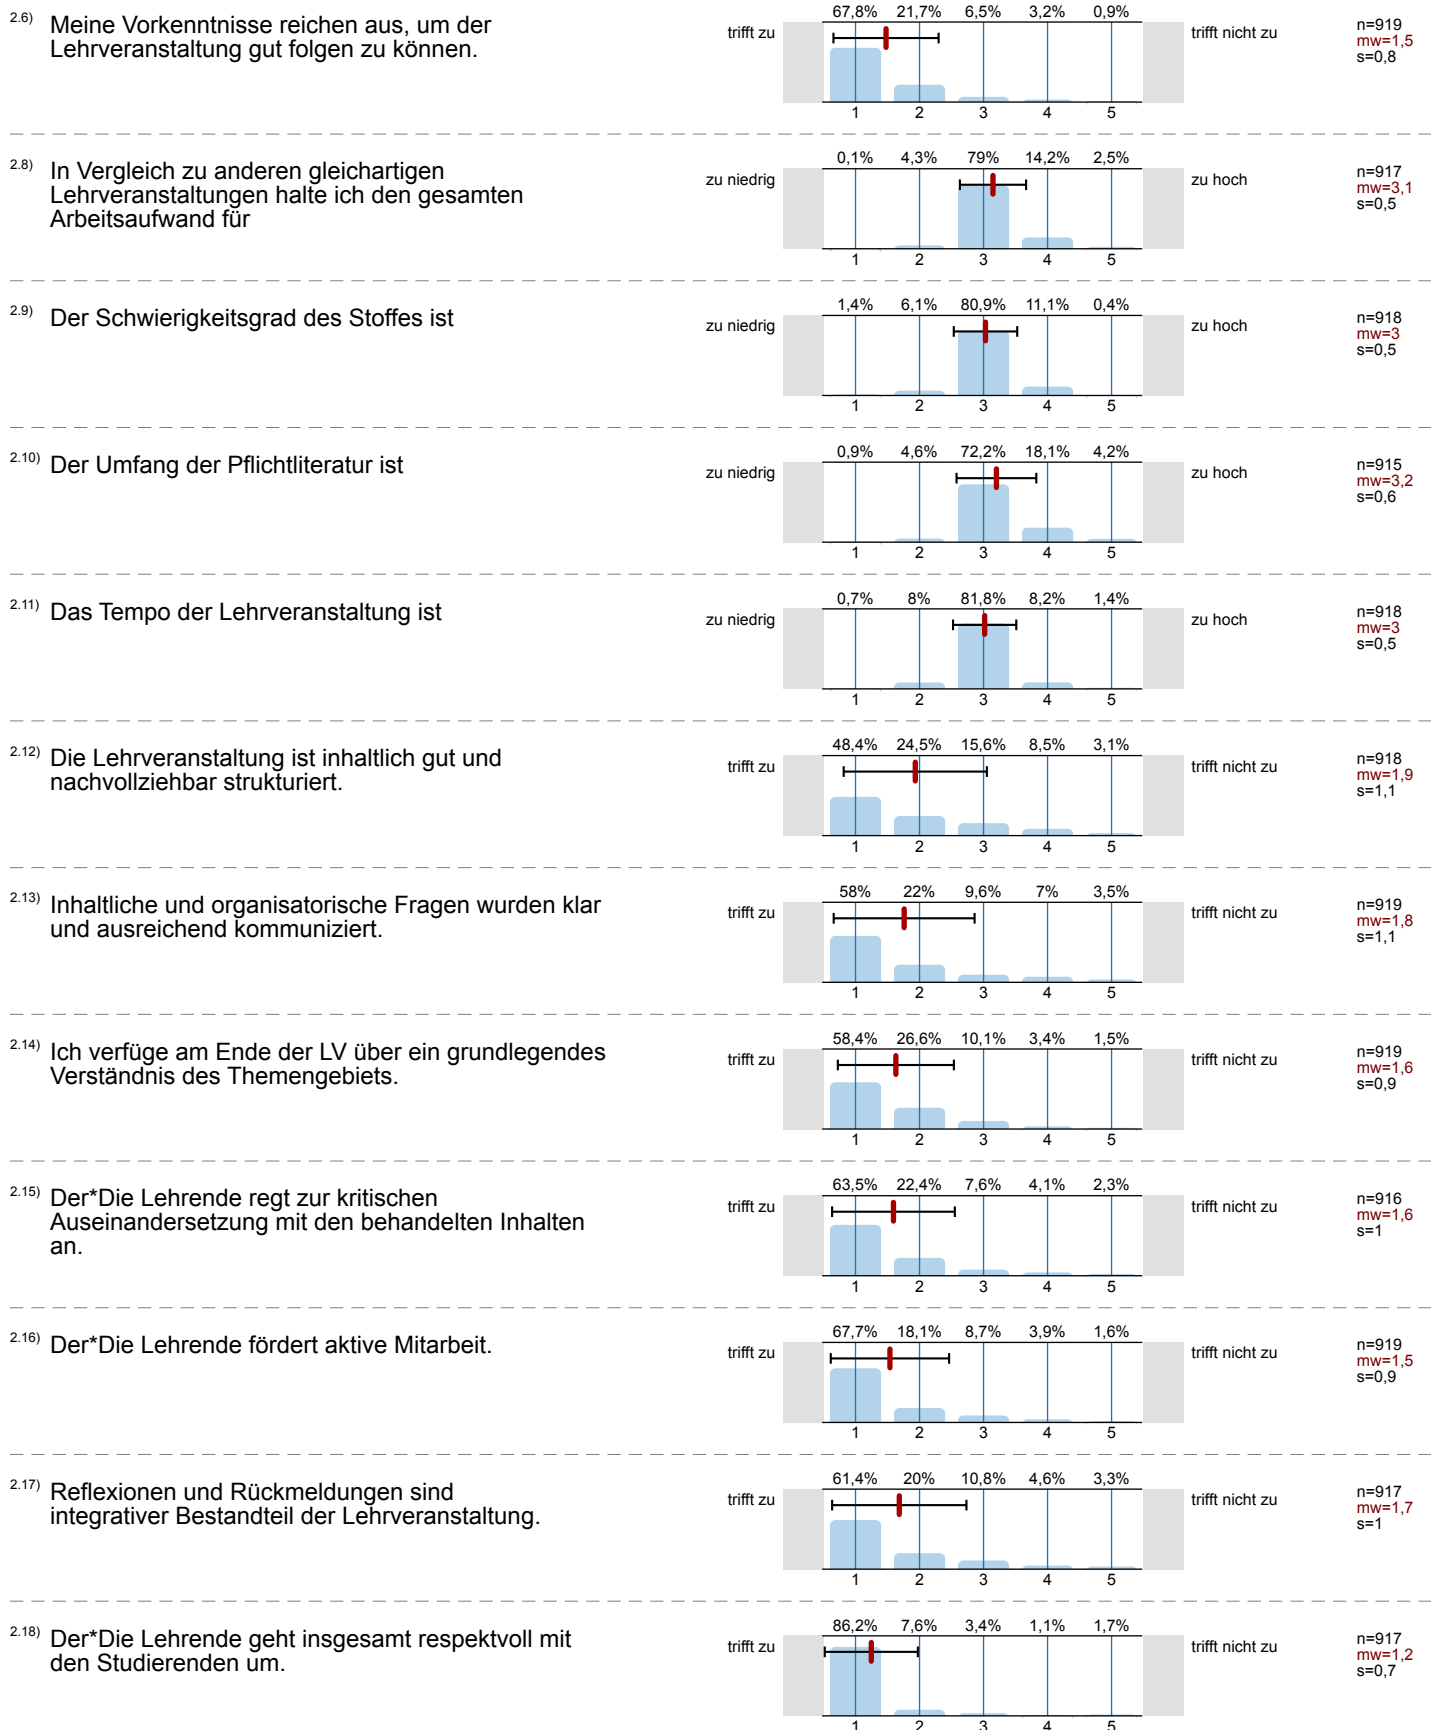 2.6) Meine Vorkenntnisse reichen aus, um der
Lehrveranstaltung gut folgen zu können.
trifft zu
67,8% 21,7% 6,5% 3,2% 0,9%
1 2 3 4 5
trifft nicht zu
n=919
mw=1,5
s=0,8
2.8) In Vergleich zu anderen gleichartigen
Lehrveranstaltungen halte ich den gesamten
Arbeitsaufwand für
zu niedrig
0,1% 4,3% 79% 14,2% 2,5%
1 2 3 4 5
zu hoch
n=917
mw=3,1
s=0,5
2.9) Der Schwierigkeitsgrad des Stoffes ist
zu niedrig
1,4% 6,1% 80,9% 11,1% 0,4%
1 2 3 4 5
zu hoch
n=918
mw=3
s=0,5
2.10) Der Umfang der Pflichtliteratur ist
zu niedrig
0,9% 4,6% 72,2% 18,1% 4,2%
1 2 3 4 5
zu hoch
n=915
mw=3,2
s=0,6
2.11) Das Tempo der Lehrveranstaltung ist
zu niedrig
0,7% 8% 81,8% 8,2% 1,4%
1 2 3 4 5
zu hoch
n=918
mw=3
s=0,5
2.12) Die Lehrveranstaltung ist inhaltlich gut und
nachvollziehbar strukturiert.
trifft zu
48,4% 24,5% 15,6% 8,5% 3,1%
1 2 3 4 5
trifft nicht zu
n=918
mw=1,9
s=1,1
2.13) Inhaltliche und organisatorische Fragen wurden klar
und ausreichend kommuniziert.
trifft zu
58% 22% 9,6% 7% 3,5%
1 2 3 4 5
trifft nicht zu
n=919
mw=1,8
s=1,1
2.14) Ich verfüge am Ende der LV über ein grundlegendes
Verständnis des Themengebiets.
trifft zu
58,4% 26,6% 10,1% 3,4% 1,5%
1 2 3 4 5
trifft nicht zu
n=919
mw=1,6
s=0,9
2.15) Der*Die Lehrende regt zur kritischen
Auseinandersetzung mit den behandelten Inhalten
an.
trifft zu
63,5% 22,4% 7,6% 4,1% 2,3%
1 2 3 4 5
trifft nicht zu
n=916
mw=1,6
s=1
2.16) Der*Die Lehrende fördert aktive Mitarbeit.
trifft zu
67,7% 18,1% 8,7% 3,9% 1,6%
1 2 3 4 5
trifft nicht zu
n=919
mw=1,5
s=0,9
2.17) Reflexionen und Rückmeldungen sind
integrativer Bestandteil der Lehrveranstaltung.
trifft zu
61,4% 20% 10,8% 4,6% 3,3%
1 2 3 4 5
trifft nicht zu
n=917
mw=1,7
s=1
2.18) Der*Die Lehrende geht insgesamt respektvoll mit
den Studierenden um.
trifft zu
86,2% 7,6% 3,4% 1,1% 1,7%
1 2 3 4 5
trifft nicht zu
n=917
mw=1,2
s=0,7